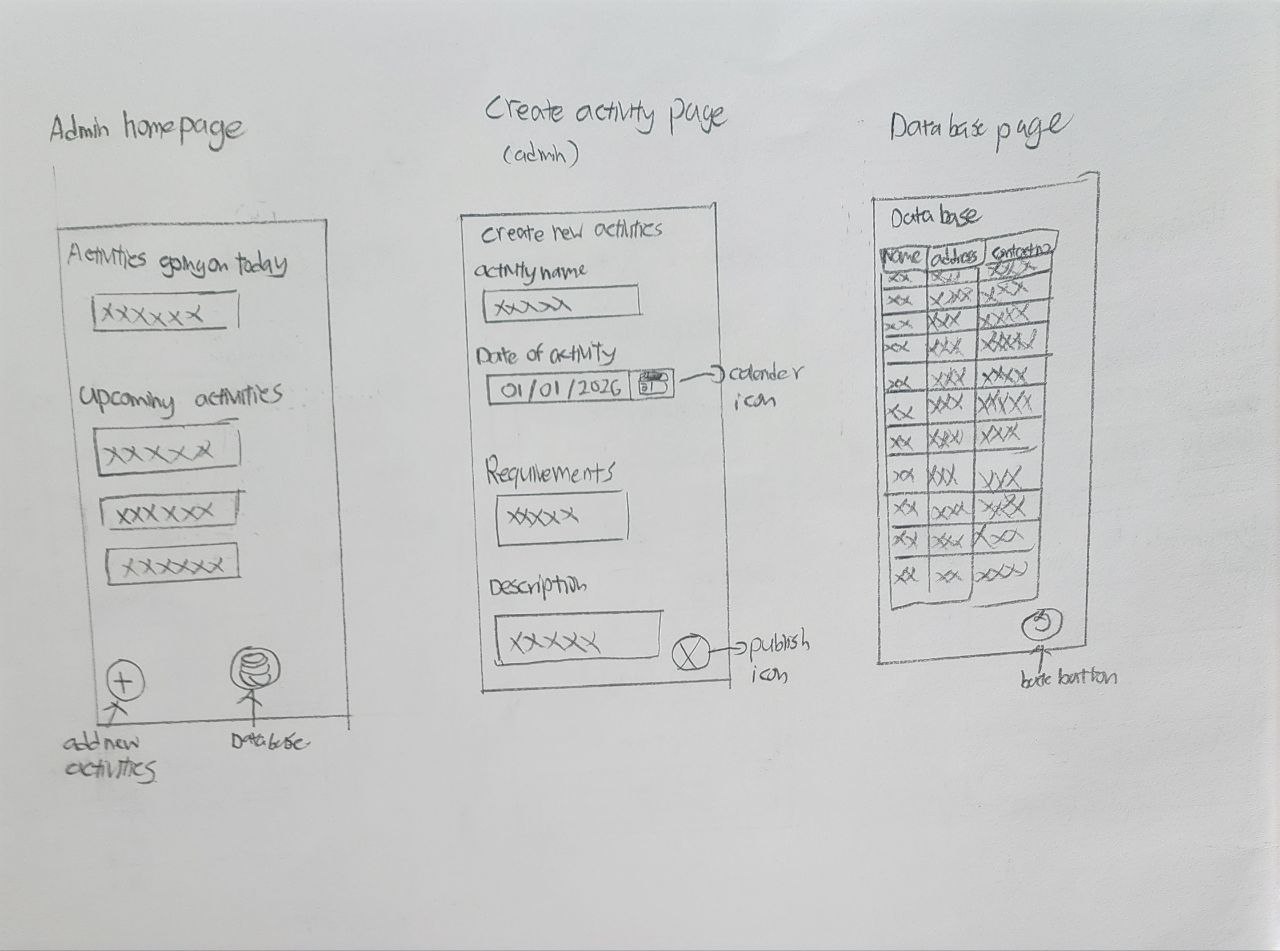 Admin homepage
Activities going on today
xxxxxx
Upcoming activities
xxxxx
xxxxxx
xxxxxx
add new
activities
Database
Create activity page
(admin)
Create new activities
activity name
xxxxx
Date of activity
01/01/2026
01
calender
icon
Requirements
xxxxx
Description
xxxxx
publish
icon
Database page
Database
Name address contact no
xx xxx xxxx
xx xxx xxx
xx xxx xxxx
xx xxx xxxx
xx xxx xxxx
xx xxx xxxxx
xx xxx xxx
xx xxx xxx
xx xxx xxx
xx xxx xxx
xx xx xxx
back button